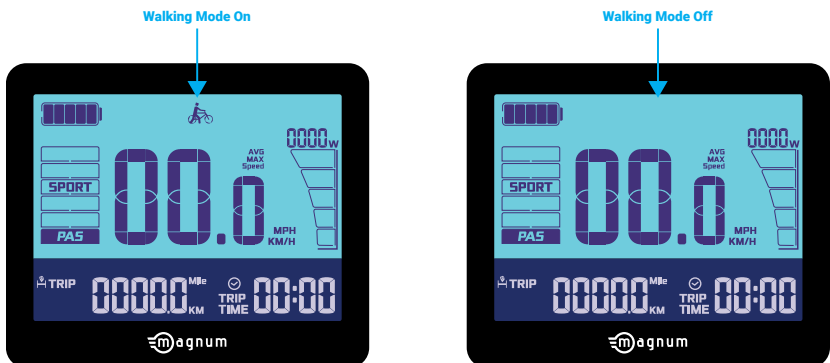 Walking Mode On
Walking Mode Off
0000W
AVG
MAX
Speed
SPORT
00.0
MPH
KM/H
PAS
TRIP
0000.0
Mile
KM
TRIP
TIME
00:00
magnum
0000W
AVG
MAX
Speed
SPORT
00.0
MPH
KM/H
PAS
TRIP
0000.0
Mile
KM
TRIP
TIME
00:00
magnum